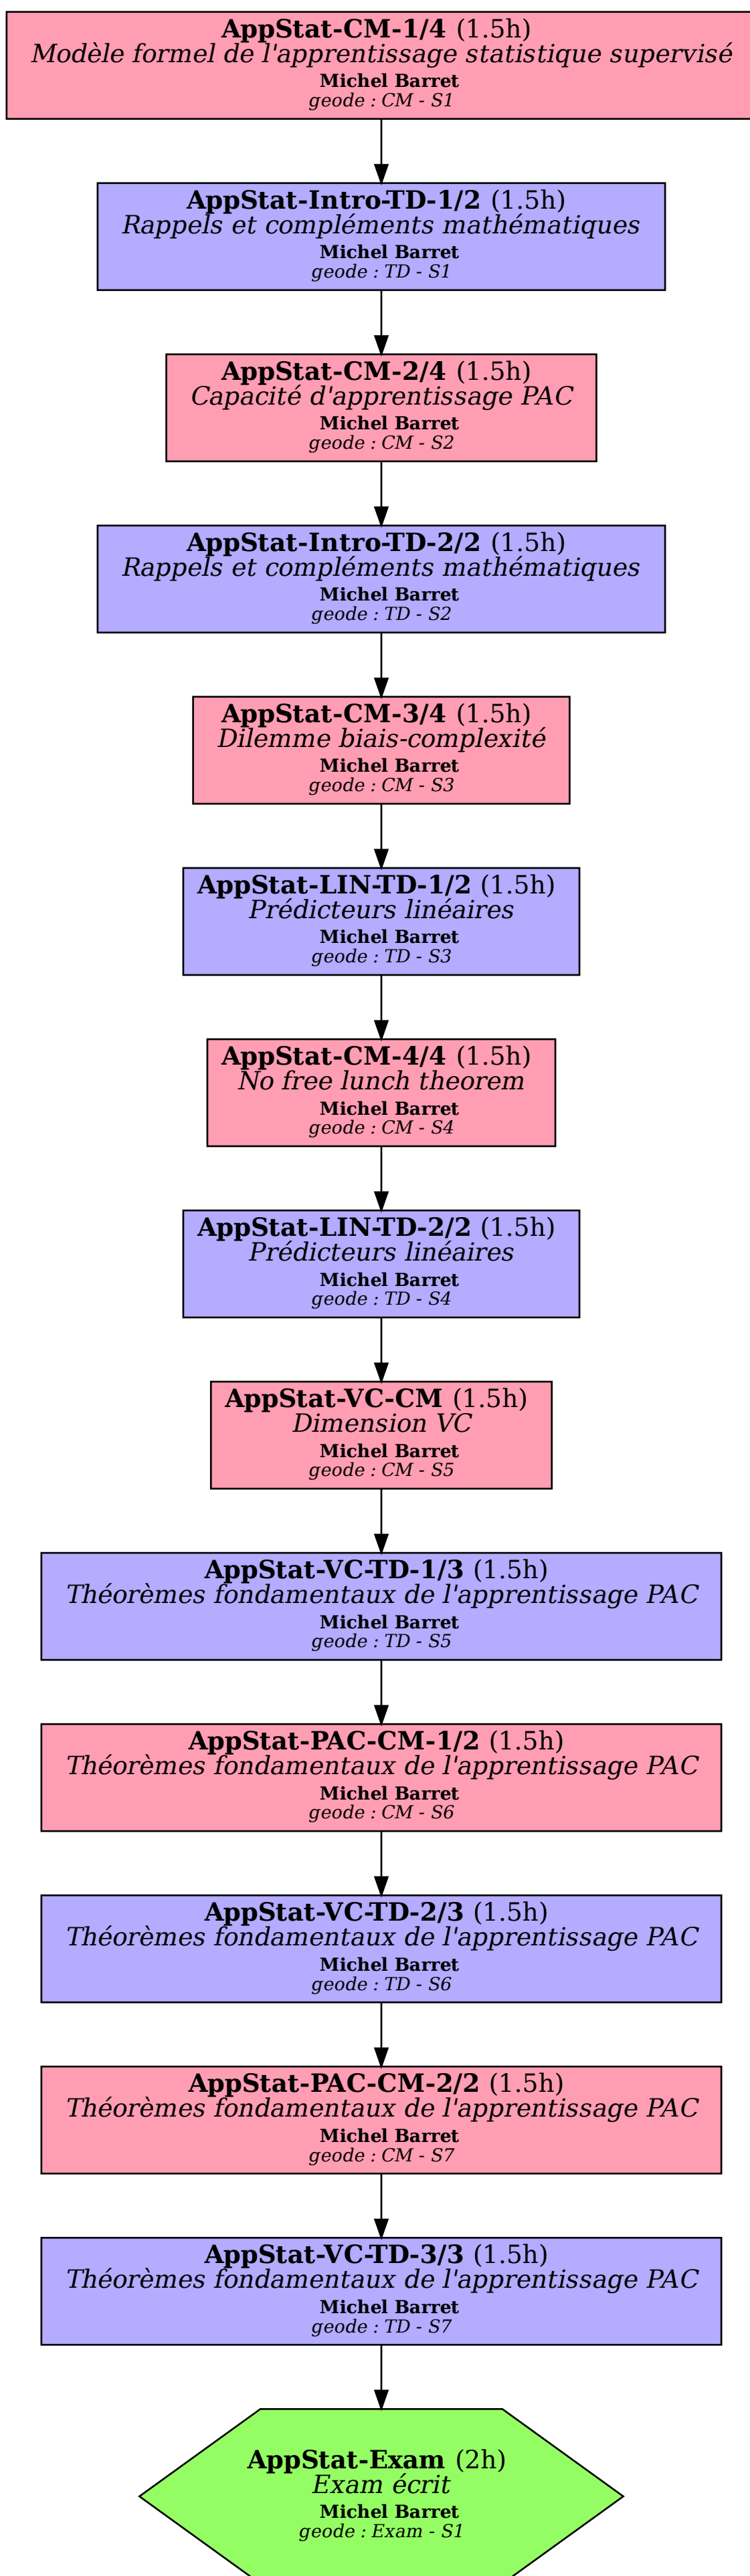 AppStat-CM-1/4 (1.5h)
Modèle formel de l'apprentissage statistique supervisé
Michel Barret
geode : CM - S1
AppStat-Intro-TD-1/2 (1.5h)
Rappels et compléments mathématiques
Michel Barret
geode : TD - S1
AppStat-CM-2/4 (1.5h)
Capacité d'apprentissage PAC
Michel Barret
geode : CM - S2
AppStat-Intro-TD-2/2 (1.5h)
Rappels et compléments mathématiques
Michel Barret
geode : TD - S2
AppStat-CM-3/4 (1.5h)
Dilemme biais-complexité
Michel Barret
geode : CM - S3
AppStat-LIN-TD-1/2 (1.5h)
Prédicteurs linéaires
Michel Barret
geode : TD - S3
AppStat-CM-4/4 (1.5h)
No free lunch theorem
Michel Barret
geode : CM - S4
AppStat-LIN-TD-2/2 (1.5h)
Prédicteurs linéaires
Michel Barret
geode : TD - S4
AppStat-VC-CM (1.5h)
Dimension VC
Michel Barret
geode : CM - S5
AppStat-VC-TD-1/3 (1.5h)
Théorèmes fondamentaux de l'apprentissage PAC
Michel Barret
geode : TD - S5
AppStat-PAC-CM-1/2 (1.5h)
Théorèmes fondamentaux de l'apprentissage PAC
Michel Barret
geode : CM - S6
AppStat-VC-TD-2/3 (1.5h)
Théorèmes fondamentaux de l'apprentissage PAC
Michel Barret
geode : TD - S6
AppStat-PAC-CM-2/2 (1.5h)
Théorèmes fondamentaux de l'apprentissage PAC
Michel Barret
geode : CM - S7
AppStat-VC-TD-3/3 (1.5h)
Théorèmes fondamentaux de l'apprentissage PAC
Michel Barret
geode : TD - S7
AppStat-Exam (2h)
Exam écrit
Michel Barret
geode : Exam - S1